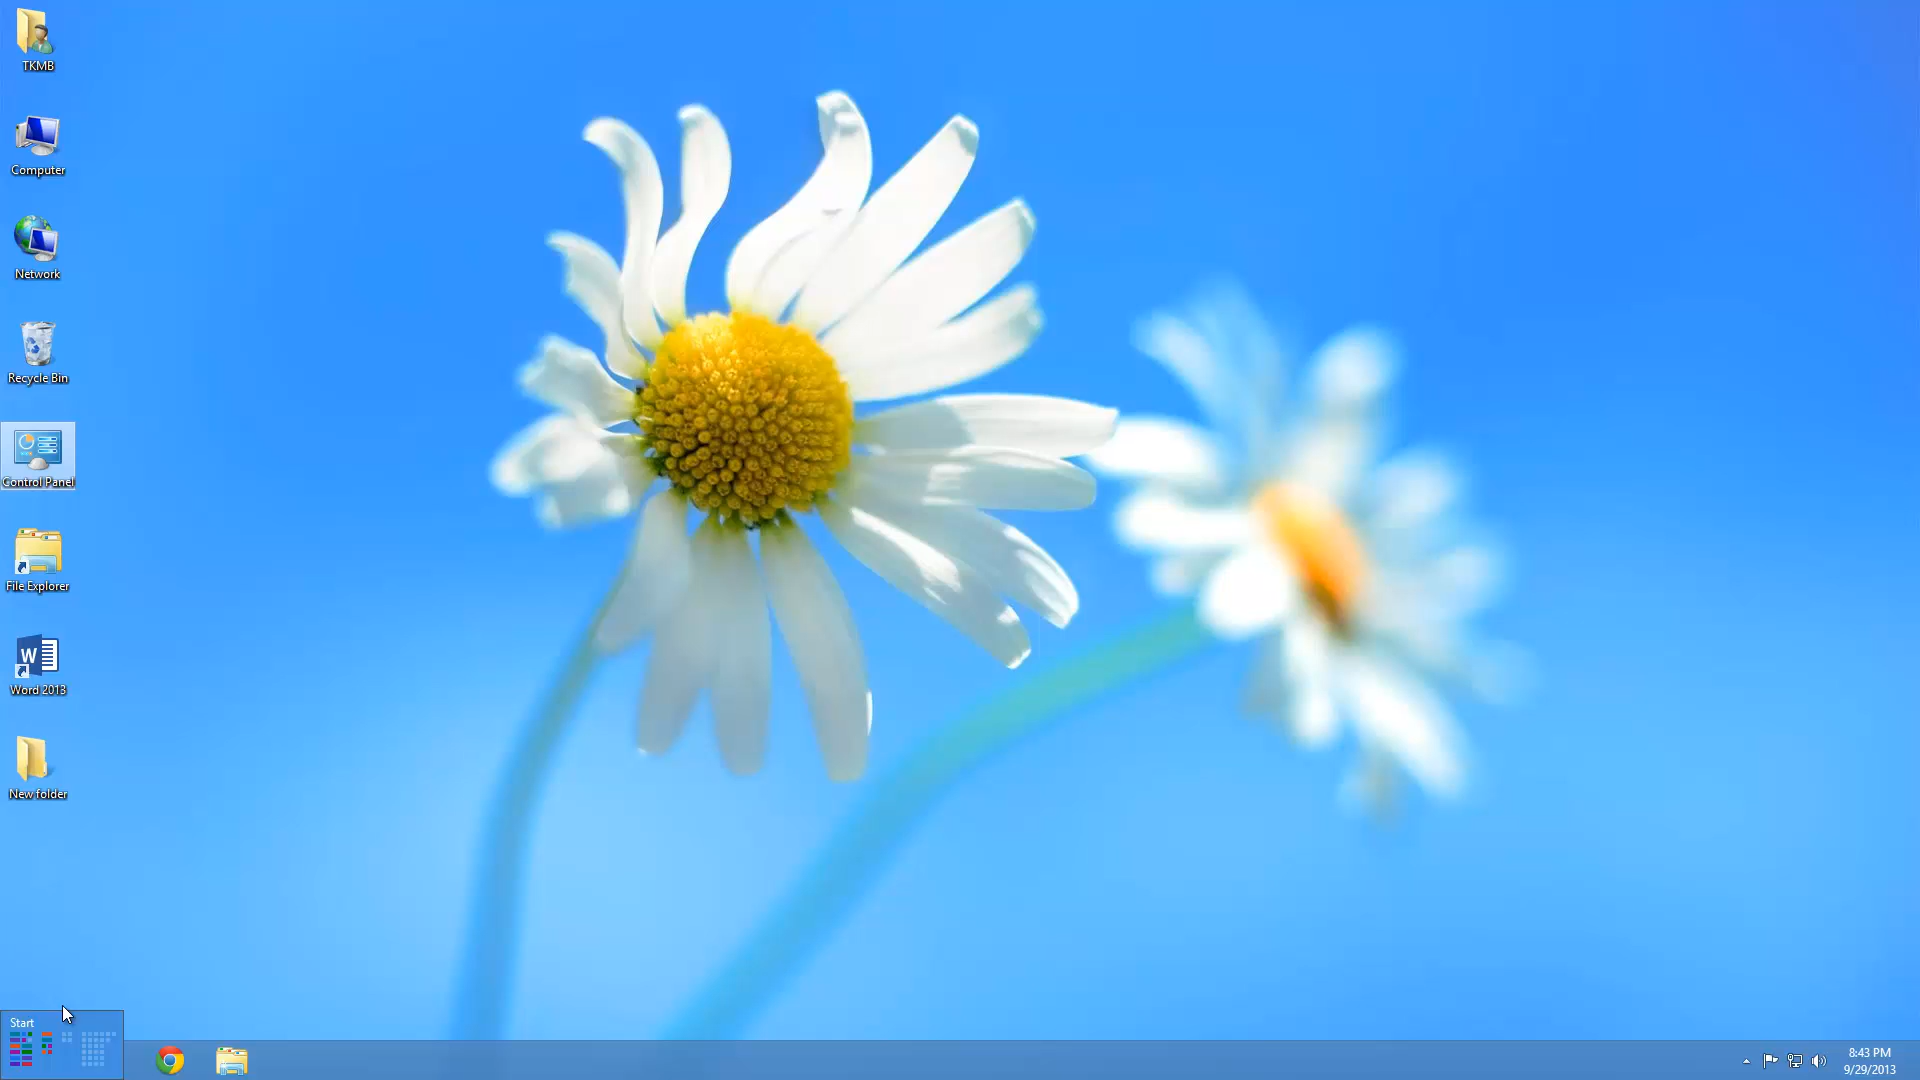 TKMB
Computer
Network
Recycle Bin
Control Panel
File Explorer
Word 2013
New folder
Start
8:43 PM
9/29/2013